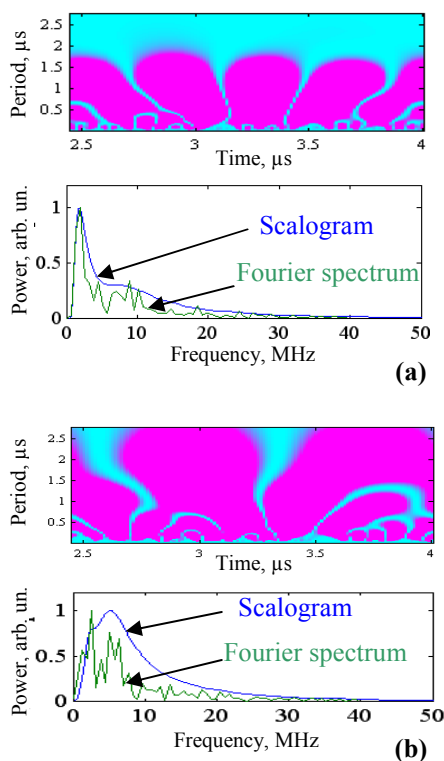 Period, µs
2.5
2
1.5
1
0.5
2.5 3 3.5 4
Time, µs
Power, arb. un.
1
0.5
0
Scalogram
Fourier spectrum
0 10 20 30 40 50
Frequency, MHz
(a)
Period, µs
2.5
2
1.5
1
0.5
2.5 3 3.5 4
Time, µs
Power, arb. un.
1
0.5
0
Scalogram
Fourier spectrum
0 10 20 30 40 50
Frequency, MHz
(b)